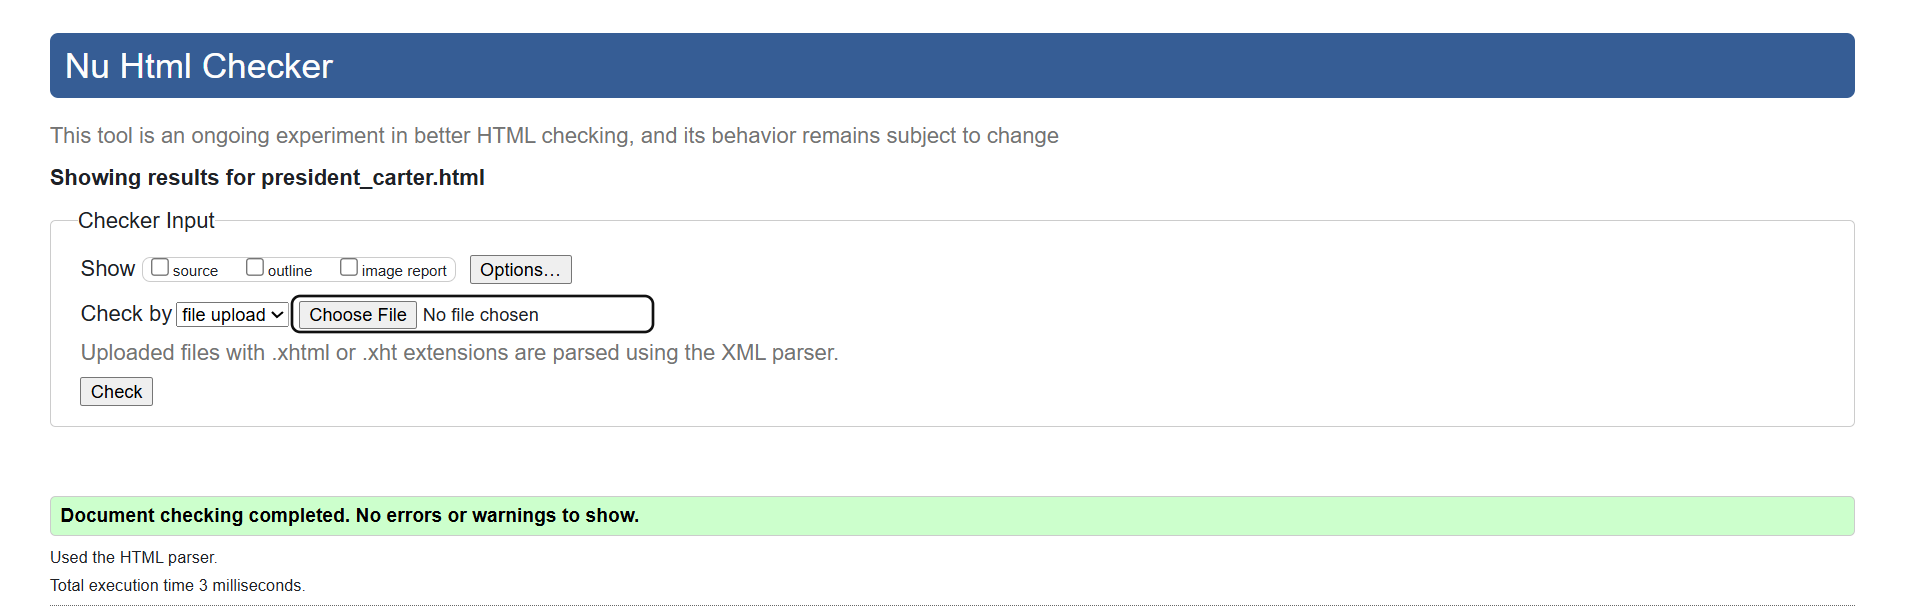 Nu Html Checker
This tool is an ongoing experiment in better HTML checking, and its behavior remains subject to change
Showing results for president_carter.html
Checker Input
Show source outline image report Options…
Check by file upload Choose File No file chosen
Uploaded files with .xhtml or .xht extensions are parsed using the XML parser.
Check
Document checking completed. No errors or warnings to show.
Used the HTML parser.
Total execution time 3 milliseconds.